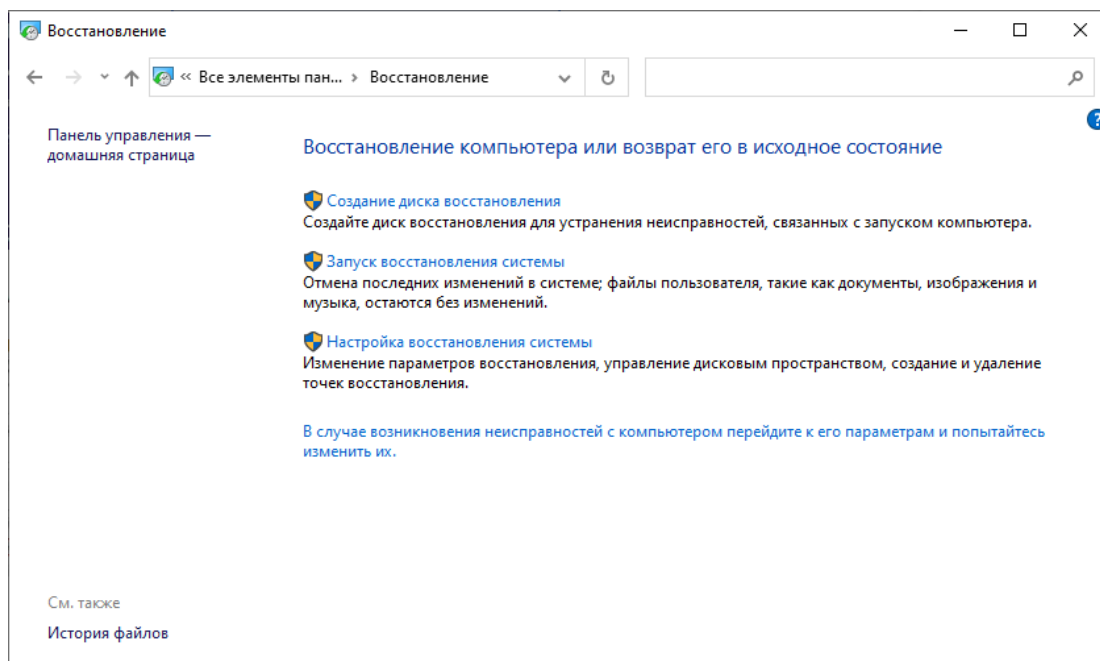 Восстановление
« Все элементы пан... › Восстановление
Панель управления —
домашняя страница
Восстановление компьютера или возврат его в исходное состояние
Создание диска восстановления
Создайте диск восстановления для устранения неисправностей, связанных с запуском компьютера.
Запуск восстановления системы
Отмена последних изменений в системе; файлы пользователя, такие как документы, изображения и
музыка, остаются без изменений.
Настройка восстановления системы
Изменение параметров восстановления, управление дисковым пространством, создание и удаление
точек восстановления.
В случае возникновения неисправностей с компьютером перейдите к его параметрам и попытайтесь
изменить их.
См. также
История файлов